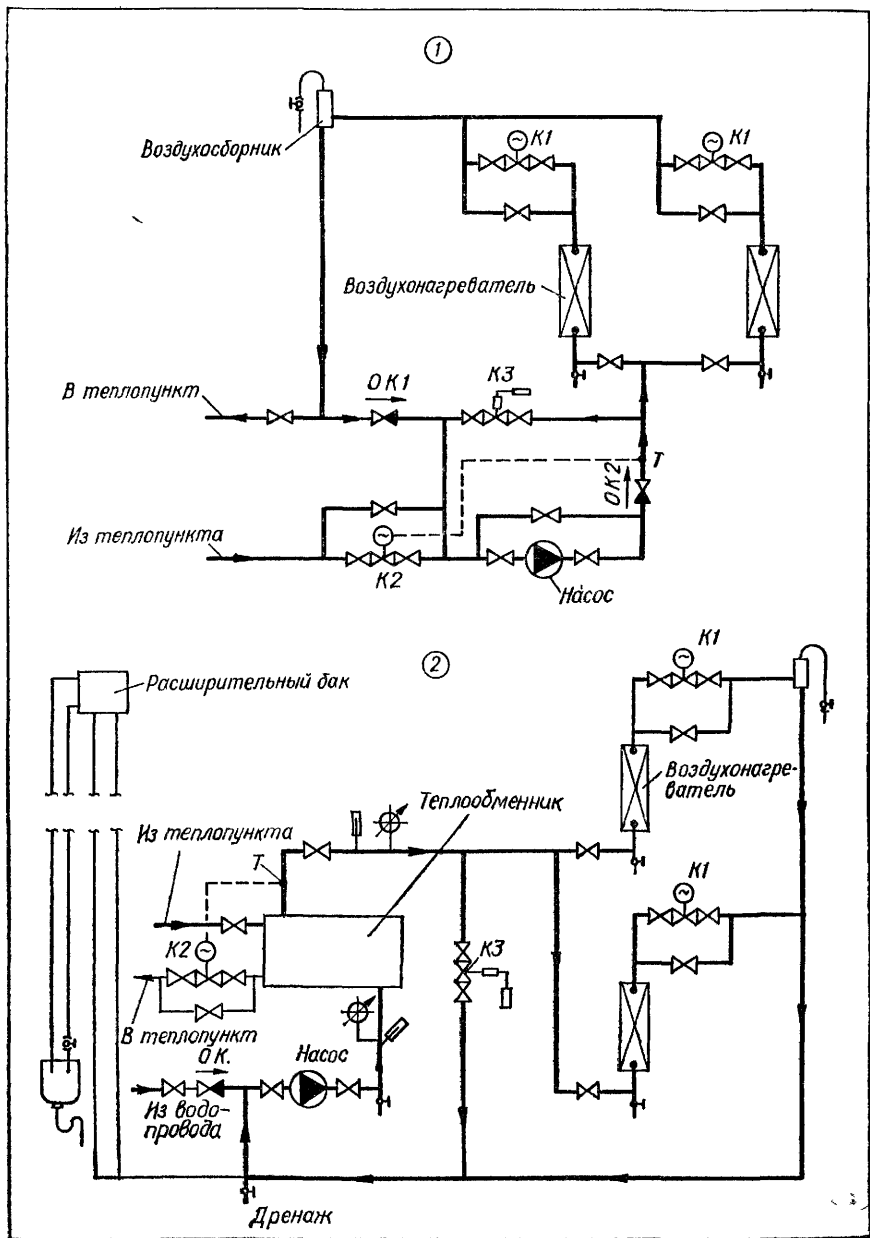 1
К1
К1
Воздухосборник
Воздухонагреватель
В теплопункт
ОК1
К3
Т
ОК2
Из теплопункта
К2
Насос
2
К1
Расширительный бак
Воздухонагре-
ватель
Теплообменник
Из теплопункта
Т
К1
К2
К3
В теплопункт
ОК.
Насос
Из водо-
провода
Дренаж